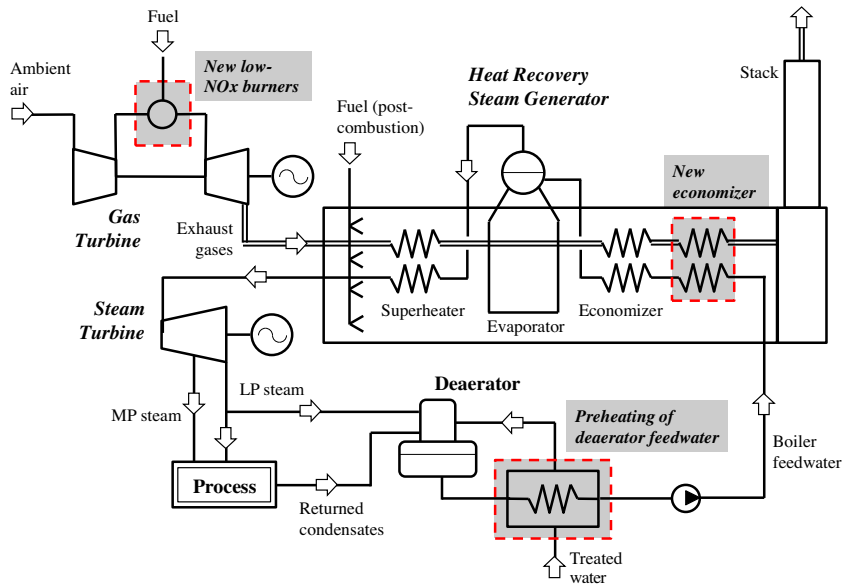 Fuel
New low-
NOx burners
Ambient
air
Gas
Turbine
Exhaust
gases
Fuel (post-
combustion)
Heat Recovery
Steam Generator
Stack
New
economizer
Superheater
Evaporator
Economizer
Steam
Turbine
MP steam
LP steam
Process
Returned
condensates
Deaerator
Preheating of
deaerator feedwater
Treated
water
Boiler
feedwater